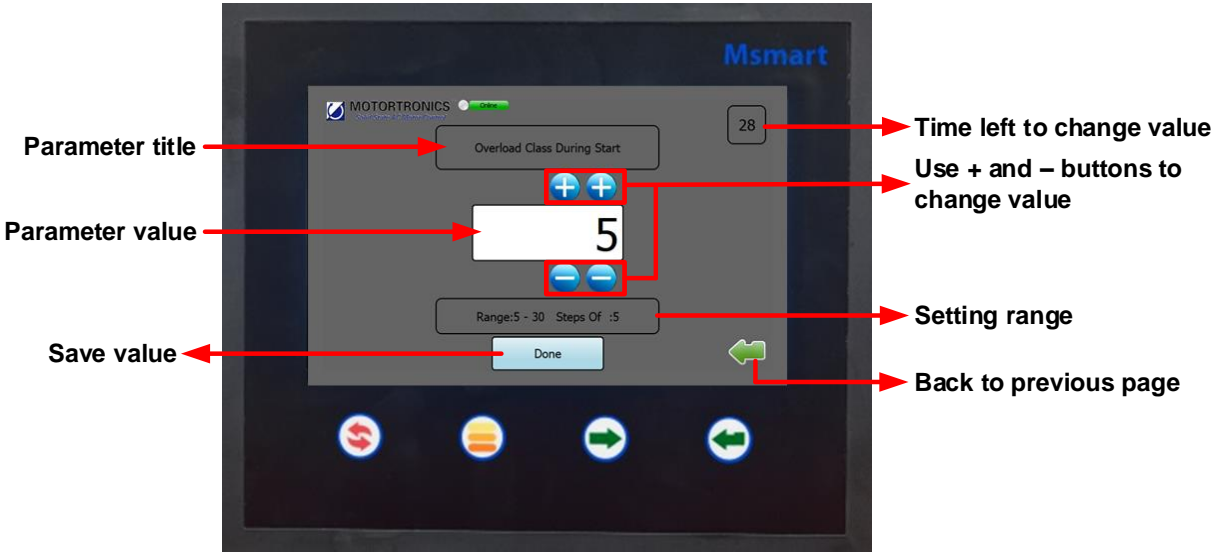 Msmart
MOTORTRONICS
Online
28
Time left to change value
Parameter title
Overload Class During Start
Use + and – buttons to
change value
Parameter value
5
Range:5 - 30 Steps Of :5
Setting range
Save value
Done
Back to previous page